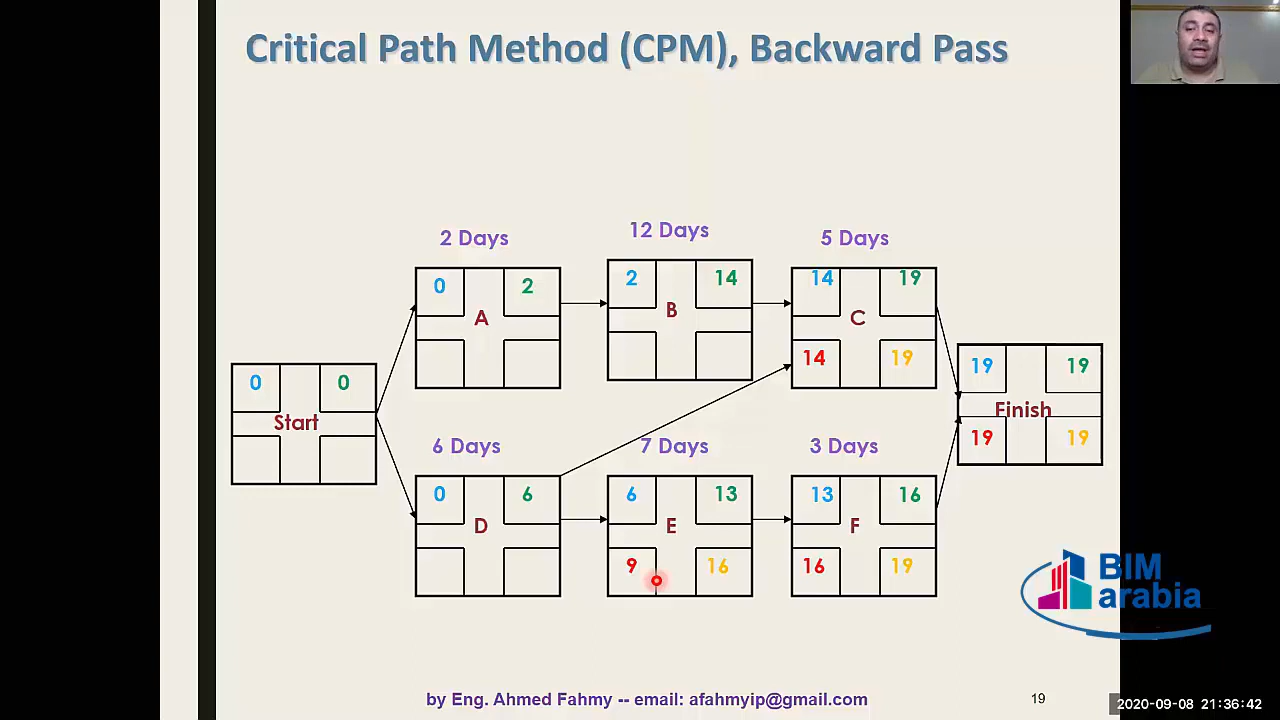 Critical Path Method (CPM), Backward Pass
2 Days
12 Days
5 Days
0 2
A
2 14
B
14 19
C
14 19
0 0
Start
19 19
Finish
19 19
6 Days
7 Days
3 Days
0 6
D
6 13
E
9 16
13 16
F
16 19
BIM
arabia
by Eng. Ahmed Fahmy -- email: afahmyip@gmail.com
19
2020-09-08 21:36:42